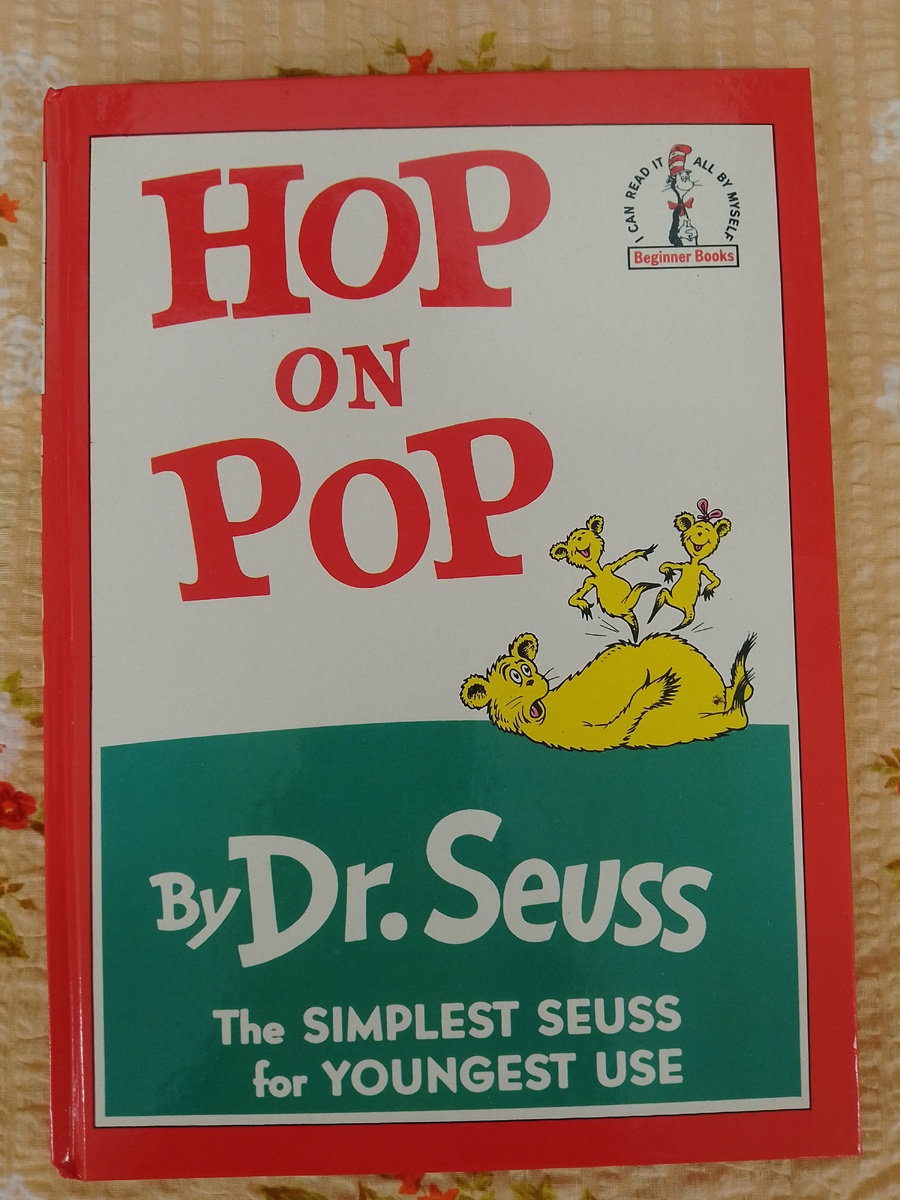 HOP
ON
POP
I CAN READ IT ALL BY MYSELF
Beginner Books
By Dr. Seuss
The SIMPLEST SEUSS
for YOUNGEST USE